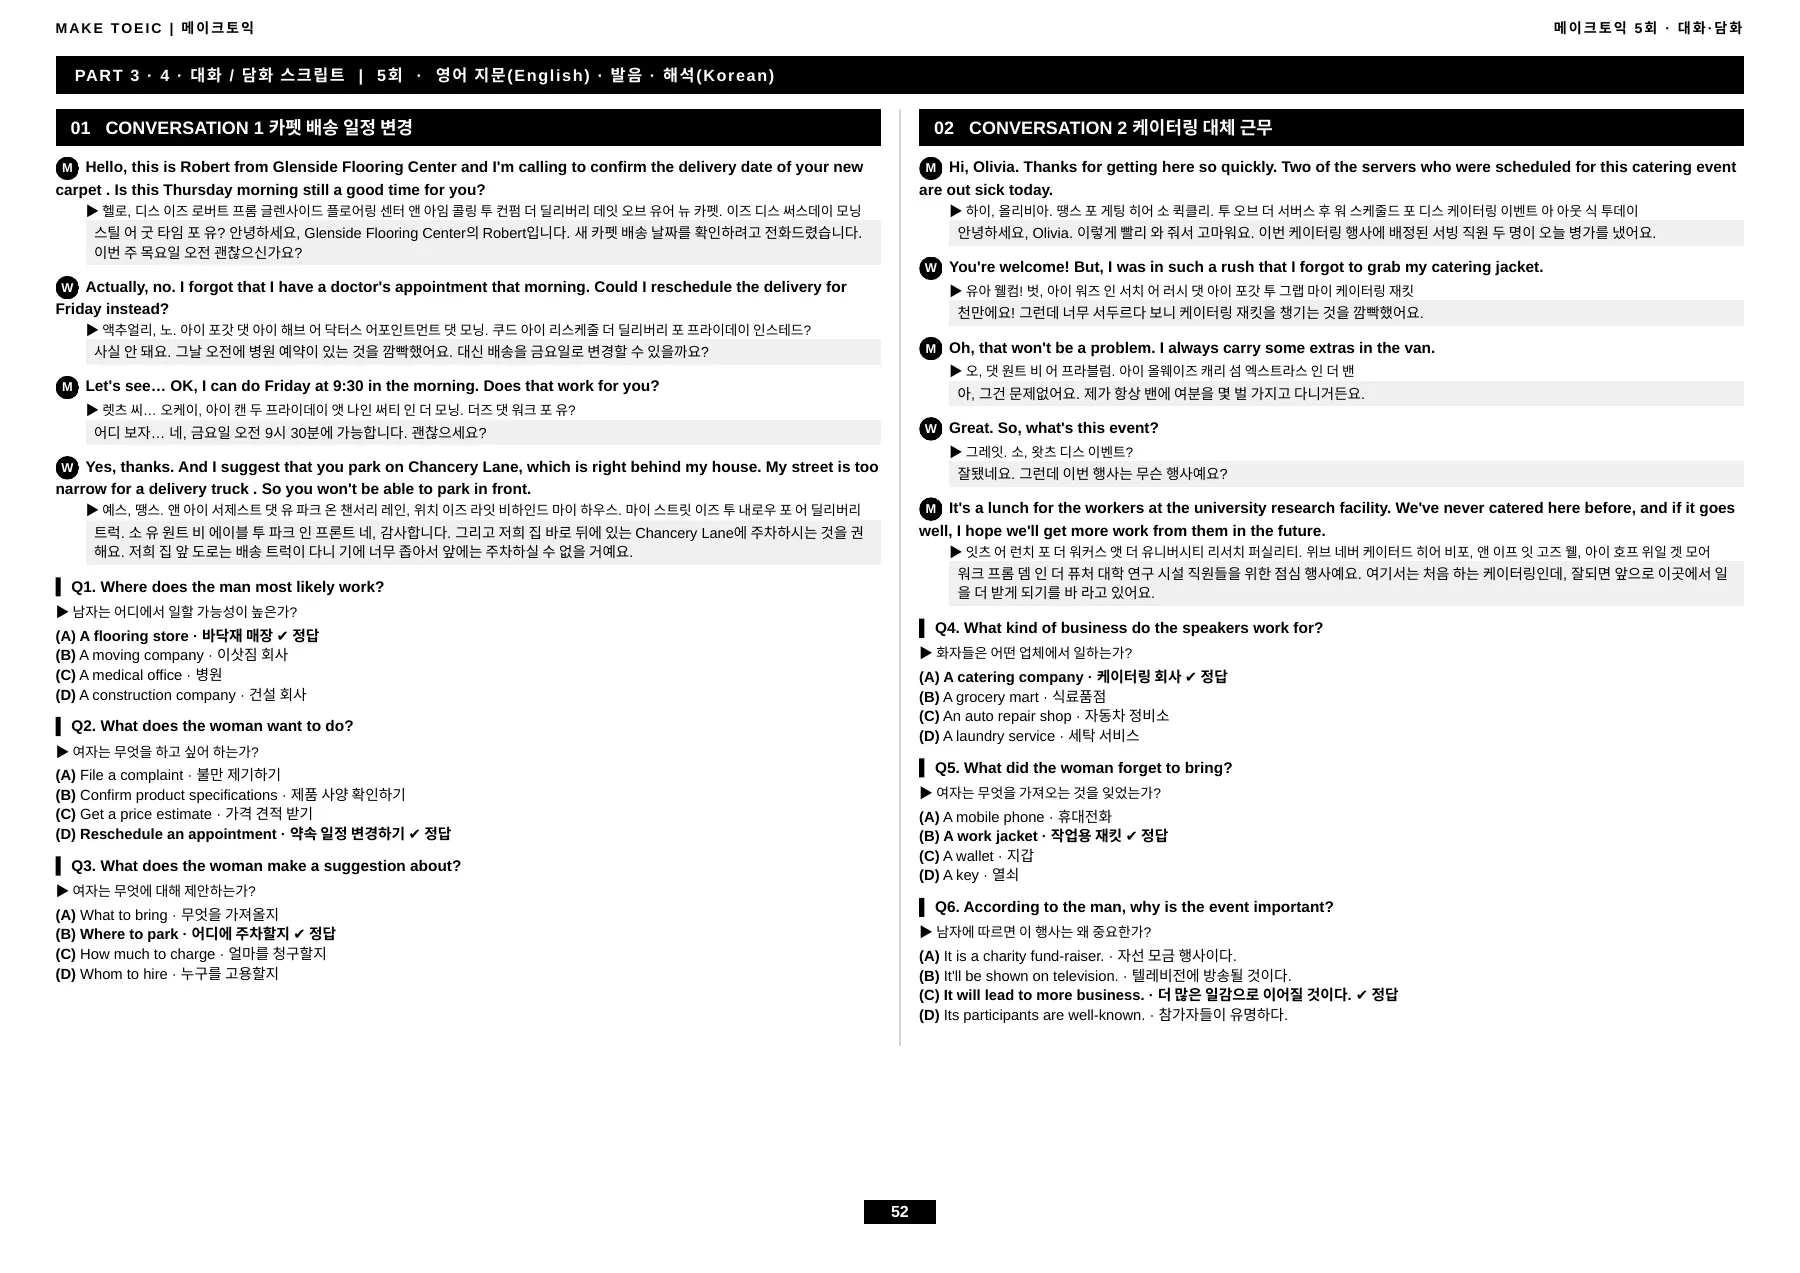 MAKE TOEIC | 메이크토익
메이크토익 5회 · 대화·담화
PART 3 · 4 · 대화 / 담화 스크립트 | 5회 · 영어 지문(English) · 발음 · 해석(Korean)
01 CONVERSATION 1 카펫 배송 일정 변경
M Hello, this is Robert from Glenside Flooring Center and I'm calling to confirm the delivery date of your new
carpet . Is this Thursday morning still a good time for you?
▶ 헬로, 디스 이즈 로버트 프롬 글렌사이드 플로어링 센터 앤 아임 콜링 투 컨펌 더 딜리버리 데잇 오브 유어 뉴 카펫. 이즈 디스 써스데이 모닝
스틸 어 굿 타임 포 유? 안녕하세요, Glenside Flooring Center의 Robert입니다. 새 카펫 배송 날짜를 확인하려고 전화드렸습니다.
이번 주 목요일 오전 괜찮으신가요?
W Actually, no. I forgot that I have a doctor's appointment that morning. Could I reschedule the delivery for
Friday instead?
▶ 액추얼리, 노. 아이 포갓 댓 아이 해브 어 닥터스 어포인트먼트 댓 모닝. 쿠드 아이 리스케줄 더 딜리버리 포 프라이데이 인스테드?
사실 안 돼요. 그날 오전에 병원 예약이 있는 것을 깜빡했어요. 대신 배송을 금요일로 변경할 수 있을까요?
M Let's see… OK, I can do Friday at 9:30 in the morning. Does that work for you?
▶ 렛츠 씨… 오케이, 아이 캔 두 프라이데이 앳 나인 써티 인 더 모닝. 더즈 댓 워크 포 유?
어디 보자… 네, 금요일 오전 9시 30분에 가능합니다. 괜찮으세요?
W Yes, thanks. And I suggest that you park on Chancery Lane, which is right behind my house. My street is too
narrow for a delivery truck . So you won't be able to park in front.
▶ 예스, 땡스. 앤 아이 서제스트 댓 유 파크 온 챈서리 레인, 위치 이즈 라잇 비하인드 마이 하우스. 마이 스트릿 이즈 투 내로우 포 어 딜리버리
트럭. 소 유 원트 비 에이블 투 파크 인 프론트 네, 감사합니다. 그리고 저희 집 바로 뒤에 있는 Chancery Lane에 주차하시는 것을 권
해요. 저희 집 앞 도로는 배송 트럭이 다니 기에 너무 좁아서 앞에는 주차하실 수 없을 거예요.
Q1. Where does the man most likely work?
▶ 남자는 어디에서 일할 가능성이 높은가?
(A) A flooring store · 바닥재 매장 ✔ 정답
(B) A moving company · 이삿짐 회사
(C) A medical office · 병원
(D) A construction company · 건설 회사
Q2. What does the woman want to do?
▶ 여자는 무엇을 하고 싶어 하는가?
(A) File a complaint · 불만 제기하기
(B) Confirm product specifications · 제품 사양 확인하기
(C) Get a price estimate · 가격 견적 받기
(D) Reschedule an appointment · 약속 일정 변경하기 ✔ 정답
Q3. What does the woman make a suggestion about?
▶ 여자는 무엇에 대해 제안하는가?
(A) What to bring · 무엇을 가져올지
(B) Where to park · 어디에 주차할지 ✔ 정답
(C) How much to charge · 얼마를 청구할지
(D) Whom to hire · 누구를 고용할지
02 CONVERSATION 2 케이터링 대체 근무
M Hi, Olivia. Thanks for getting here so quickly. Two of the servers who were scheduled for this catering event
are out sick today.
▶ 하이, 올리비아. 땡스 포 게팅 히어 소 퀵클리. 투 오브 더 서버스 후 워 스케줄드 포 디스 케이터링 이벤트 아 아웃 식 투데이
안녕하세요, Olivia. 이렇게 빨리 와 줘서 고마워요. 이번 케이터링 행사에 배정된 서빙 직원 두 명이 오늘 병가를 냈어요.
W You're welcome! But, I was in such a rush that I forgot to grab my catering jacket.
▶ 유아 웰컴! 벗, 아이 워즈 인 서치 어 러시 댓 아이 포갓 투 그랩 마이 케이터링 재킷
천만에요! 그런데 너무 서두르다 보니 케이터링 재킷을 챙기는 것을 깜빡했어요.
M Oh, that won't be a problem. I always carry some extras in the van.
▶ 오, 댓 원트 비 어 프라블럼. 아이 올웨이즈 캐리 섬 엑스트라스 인 더 밴
아, 그건 문제없어요. 제가 항상 밴에 여분을 몇 벌 가지고 다니거든요.
W Great. So, what's this event?
▶ 그레잇. 소, 왓츠 디스 이벤트?
잘됐네요. 그런데 이번 행사는 무슨 행사예요?
M It's a lunch for the workers at the university research facility. We've never catered here before, and if it goes
well, I hope we'll get more work from them in the future.
▶ 잇츠 어 런치 포 더 워커스 앳 더 유니버시티 리서치 퍼실리티. 위브 네버 케이터드 히어 비포, 앤 이프 잇 고즈 웰, 아이 호프 위일 겟 모어
워크 프롬 뎀 인 더 퓨처 대학 연구 시설 직원들을 위한 점심 행사예요. 여기서는 처음 하는 케이터링인데, 잘되면 앞으로 이곳에서 일
을 더 받게 되기를 바 라고 있어요.
Q4. What kind of business do the speakers work for?
▶ 화자들은 어떤 업체에서 일하는가?
(A) A catering company · 케이터링 회사 ✔ 정답
(B) A grocery mart · 식료품점
(C) An auto repair shop · 자동차 정비소
(D) A laundry service · 세탁 서비스
Q5. What did the woman forget to bring?
▶ 여자는 무엇을 가져오는 것을 잊었는가?
(A) A mobile phone · 휴대전화
(B) A work jacket · 작업용 재킷 ✔ 정답
(C) A wallet · 지갑
(D) A key · 열쇠
Q6. According to the man, why is the event important?
▶ 남자에 따르면 이 행사는 왜 중요한가?
(A) It is a charity fund-raiser. · 자선 모금 행사이다.
(B) It'll be shown on television. · 텔레비전에 방송될 것이다.
(C) It will lead to more business. · 더 많은 일감으로 이어질 것이다. ✔ 정답
(D) Its participants are well-known. · 참가자들이 유명하다.
52